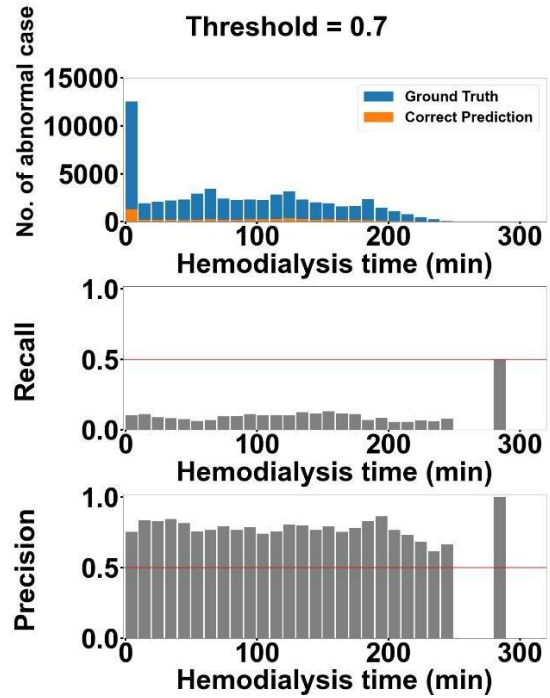 Threshold = 0.7
No. of abnormal case
15000
10000
5000
0
Ground Truth
Correct Prediction
0 100 200 300
Hemodialysis time (min)
Recall
1.0
0.5
0.0
0 100 200 300
Hemodialysis time (min)
Precision
1.0
0.5
0.0
0 100 200 300
Hemodialysis time (min)